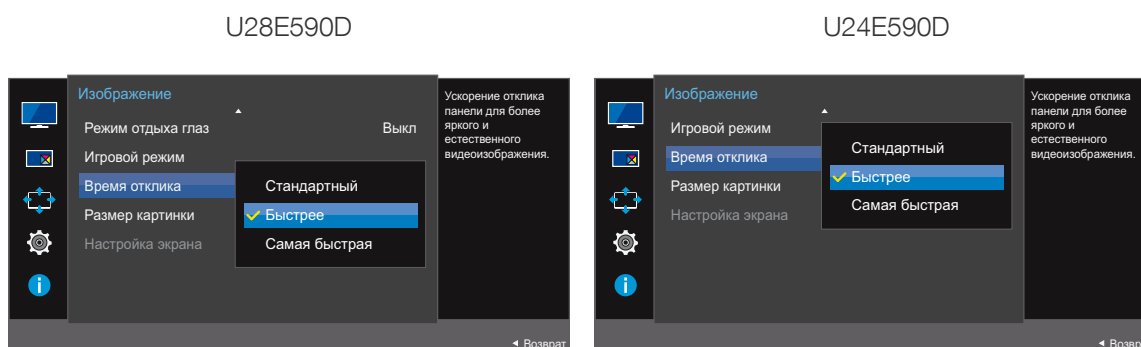 U28E590D
Изображение
Режим отдыха глаз Выкл
Игровой режим
Время отклика
Размер картинки
Настройка экрана
Стандартный
Быстрее
Самая быстрая
Ускорение отклика
панели для более
яркого и
естественного
видеоизображения.
Возврат
U24E590D
Изображение
Игровой режим
Время отклика
Размер картинки
Настройка экрана
Стандартный
Быстрее
Самая быстрая
Ускорение отклика
панели для более
яркого и
естественного
видеоизображения.
Возвр